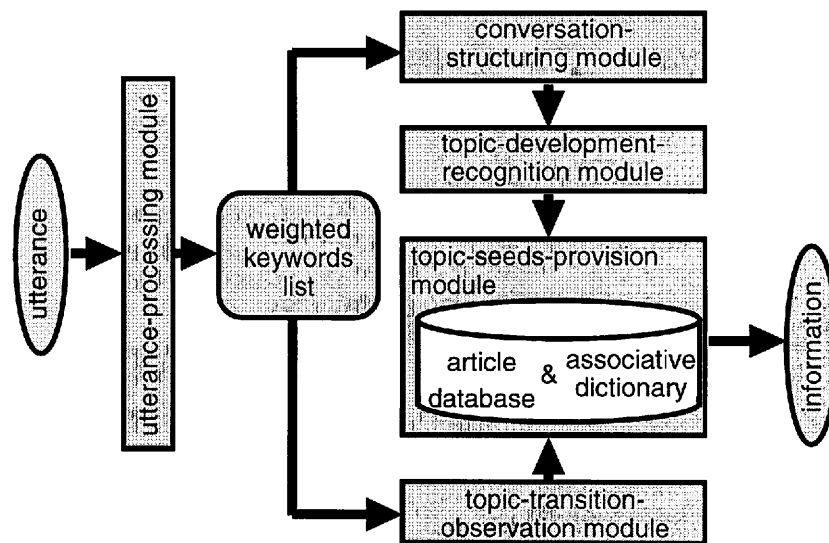 utterance
utterance-processing module
weighted
keywords
list
conversation-
structuring module
topic-development-
recognition module
topic-seeds-provision
module
article
database
&
associative
dictionary
topic-transition-
observation module
information